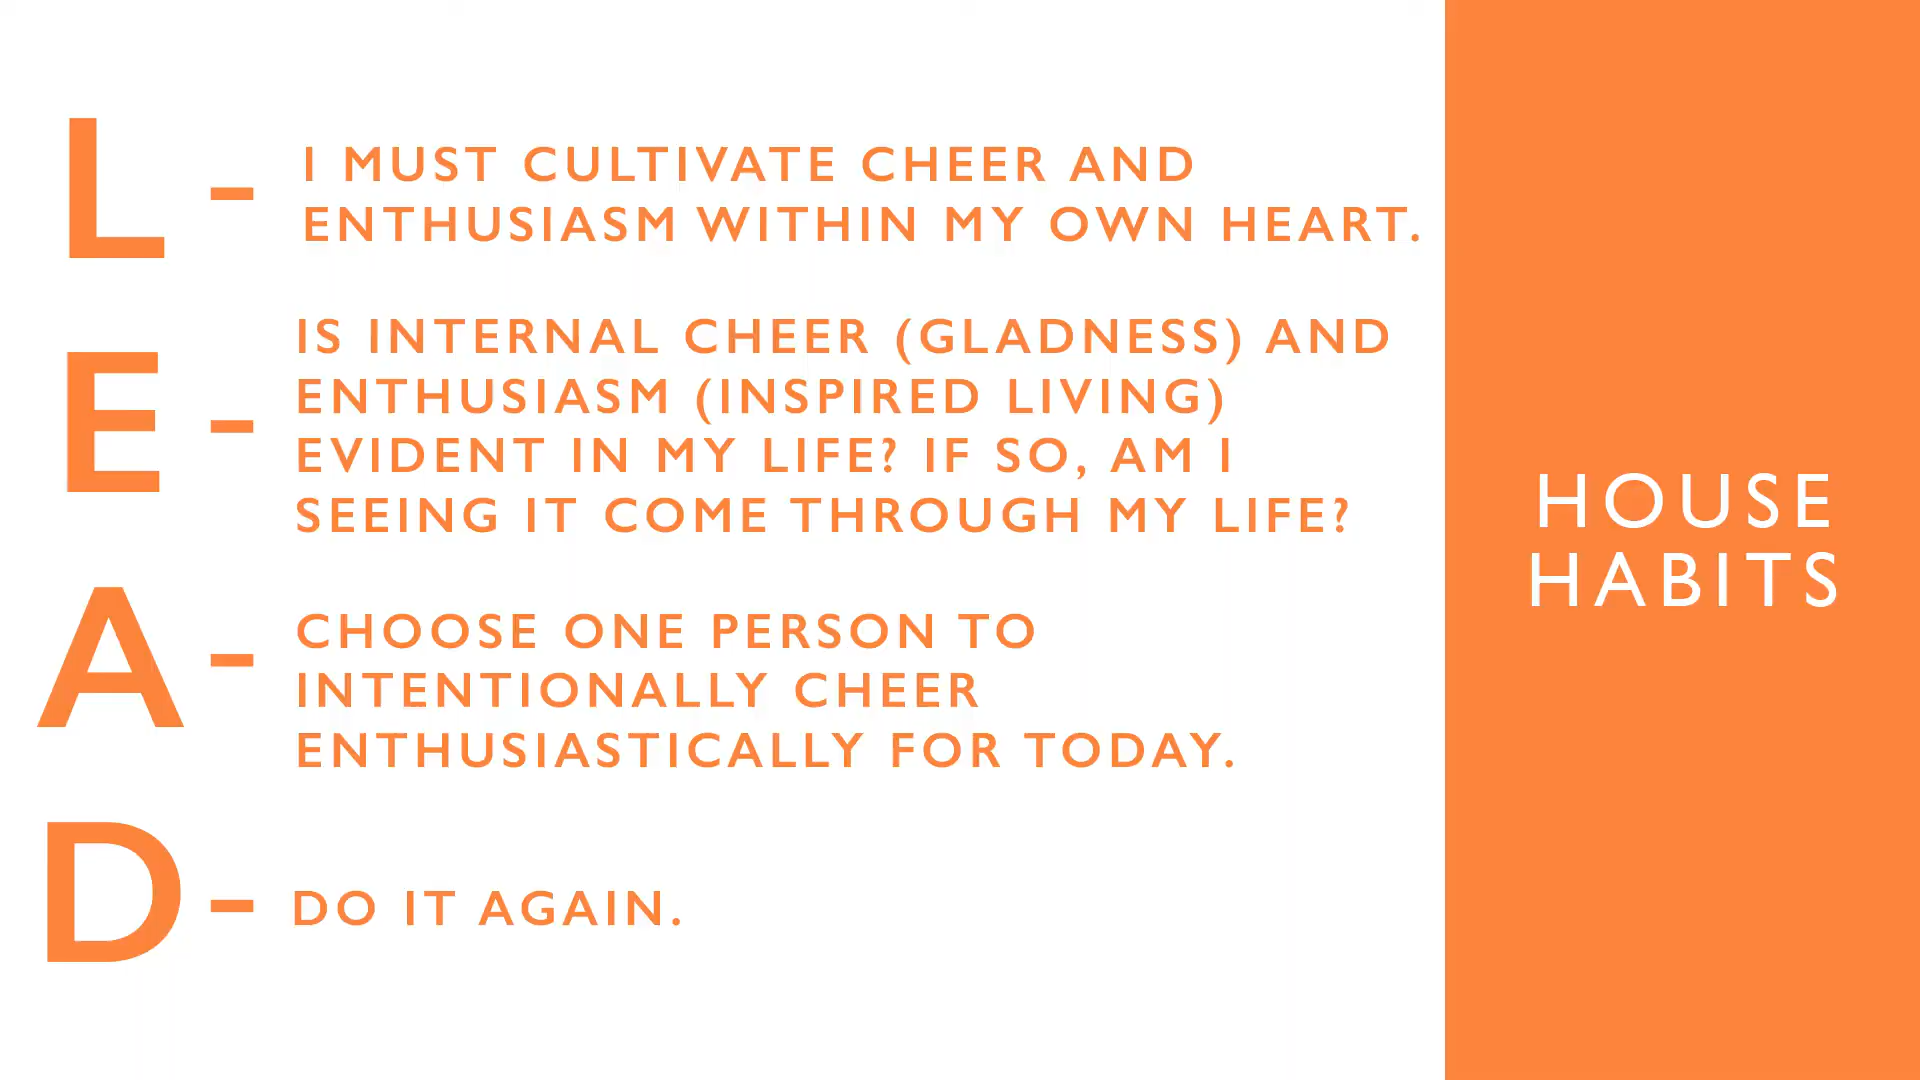 L - I MUST CULTIVATE CHEER AND
ENTHUSIASM WITHIN MY OWN HEART.
E - IS INTERNAL CHEER (GLADNESS) AND
ENTHUSIASM (INSPIRED LIVING)
EVIDENT IN MY LIFE? IF SO, AM I
SEEING IT COME THROUGH MY LIFE?
A - CHOOSE ONE PERSON TO
INTENTIONALLY CHEER
ENTHUSIASTICALLY FOR TODAY.
D - DO IT AGAIN.
HOUSE
HABITS